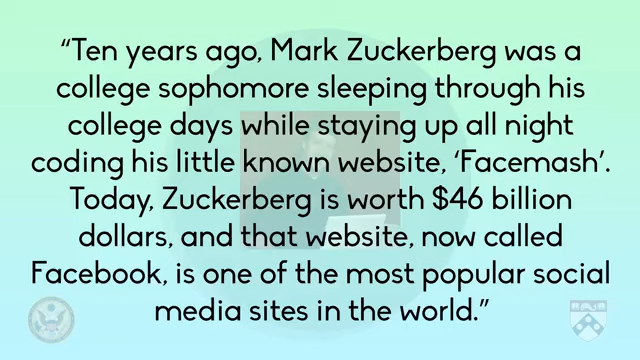 “Ten years ago, Mark Zuckerberg was a
college sophomore sleeping through his
college days while staying up all night
coding his little known website, ‘Facemash’.
Today, Zuckerberg is worth $46 billion
dollars, and that website, now called
Facebook, is one of the most popular social
media sites in the world.”